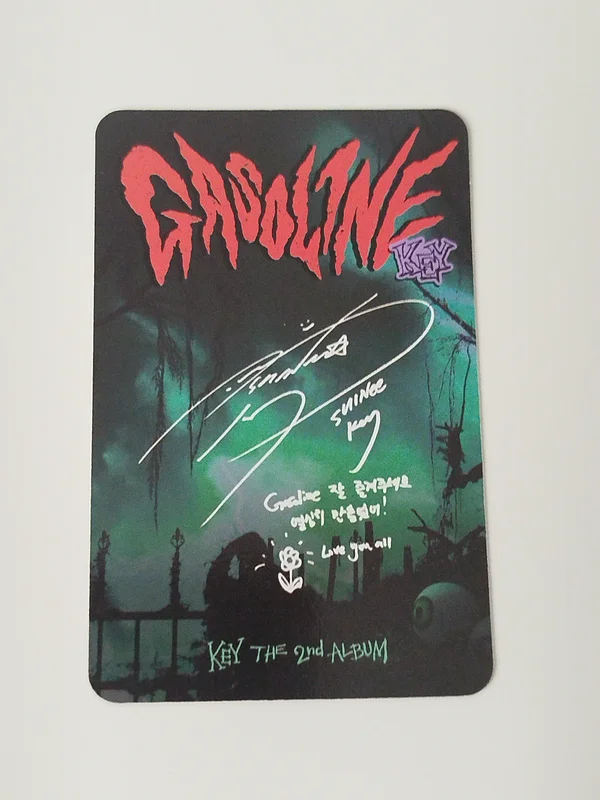 GASOLINE
KEY
SHINee
Key
Gasoline 잘 즐겨주세요
열심히 만들었어!
Love you all
KEY THE 2nd ALBUM